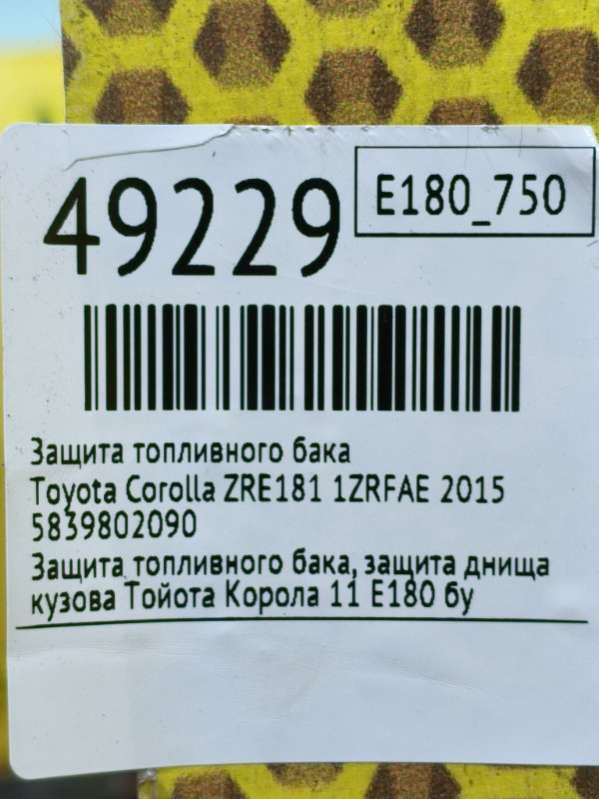 49229
E180_750
Защита топливного бака
Toyota Corolla ZRE181 1ZRFAE 2015
5839802090
Защита топливного бака, защита днища
кузова Тойота Корола 11 Е180 бу